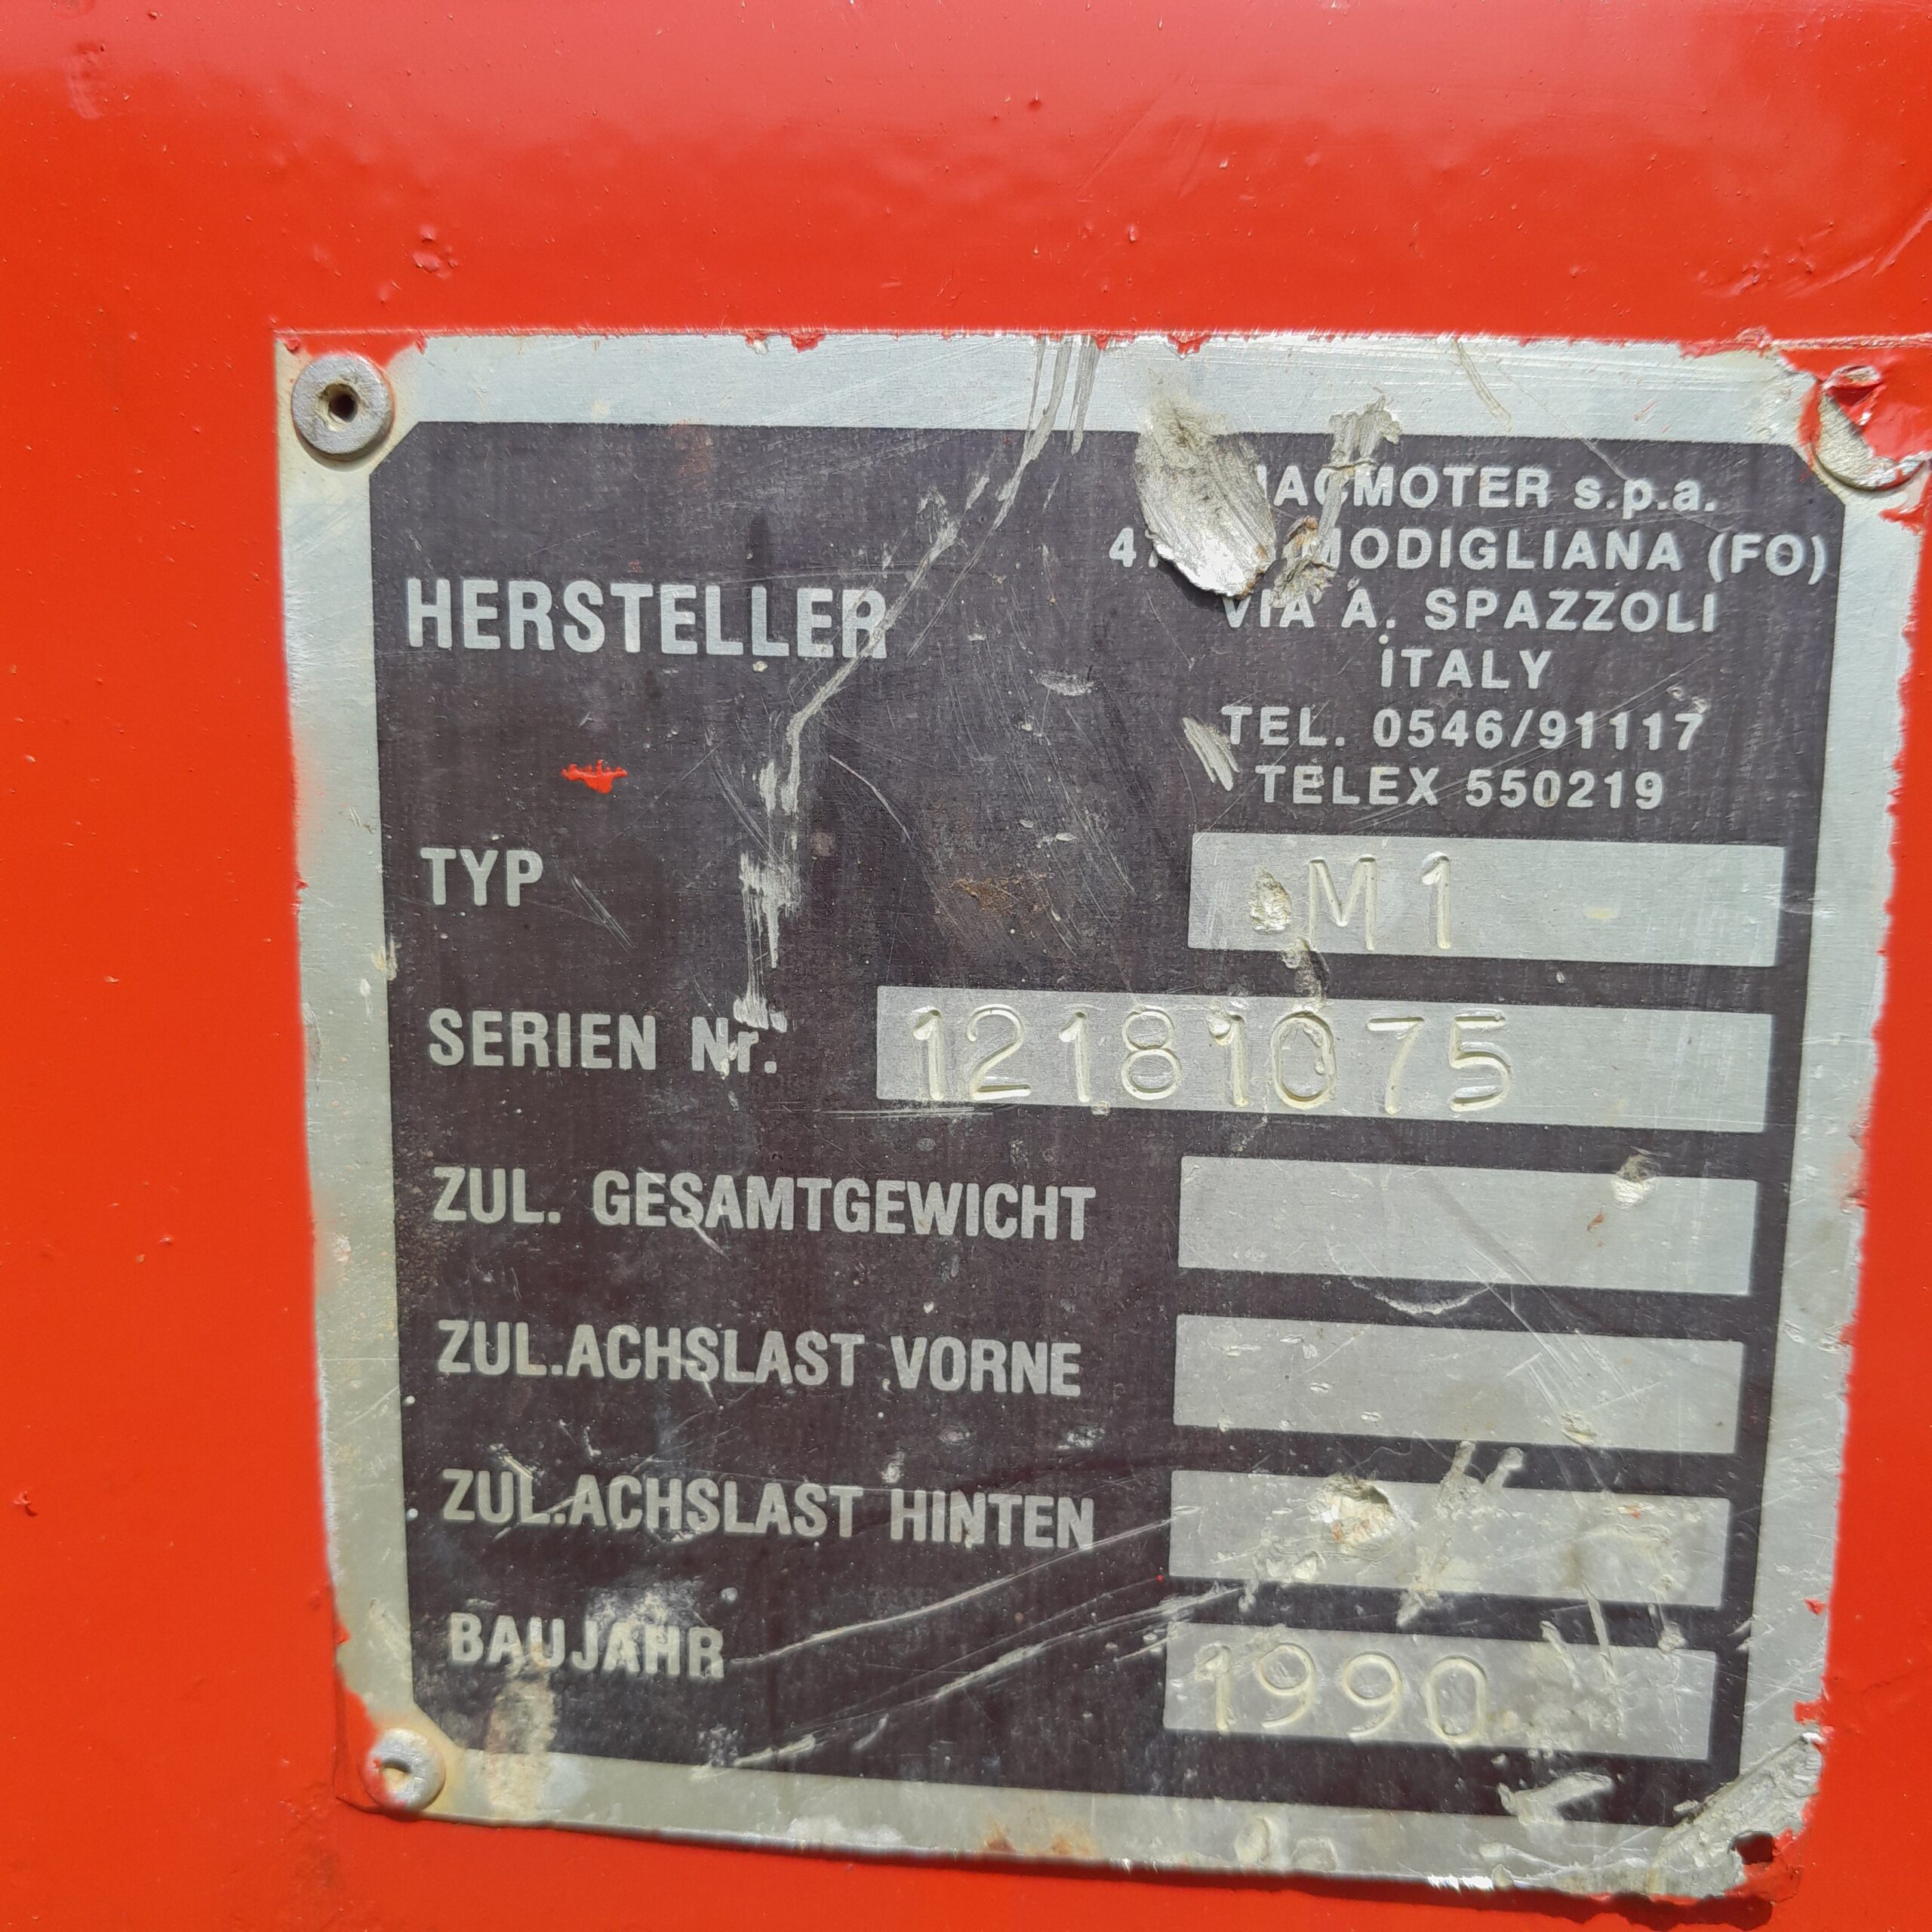 MACMOTER s.p.a.
MODIGLIANA (FO)
HERSTELLER
VIA A. SPAZZOLI
ITALY
TEL. 0546/91117
TELEX 550219
TYP M1
SERIEN Nr. 12181075
ZUL. GESAMTGEWICHT
ZUL.ACHSLAST VORNE
ZUL.ACHSLAST HINTEN
BAUJAHR 1990